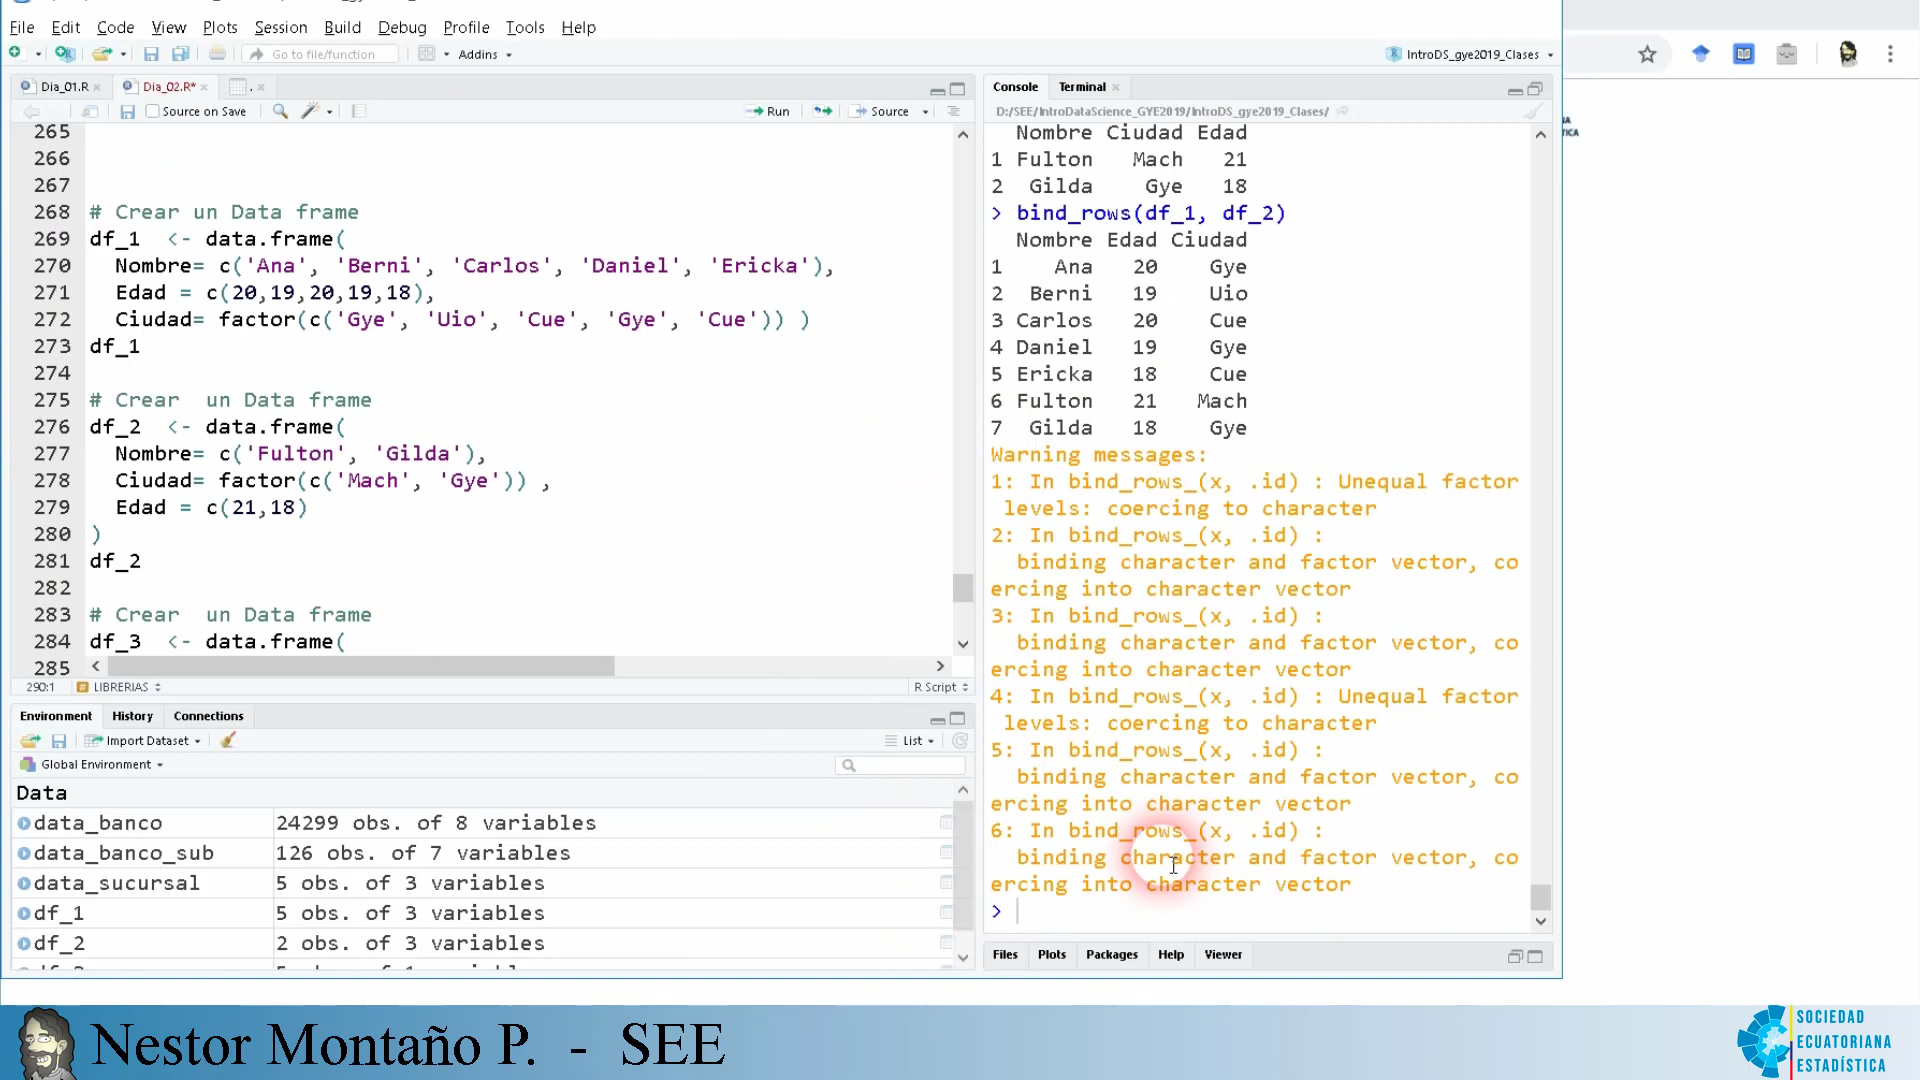 File Edit Code View Plots Session Build Debug Profile Tools Help
Go to file/function Addins IntroDS_gye2019_Clases
Dia_01.R Dia_02.R* .
Source on Save Run Source
265
266
267
268 # Crear un Data frame
269 df_1 <- data.frame(
270 Nombre= c('Ana', 'Berni', 'Carlos', 'Daniel', 'Ericka'),
271 Edad = c(20,19,20,19,18),
272 Ciudad= factor(c('Gye', 'Uio', 'Cue', 'Gye', 'Cue')) )
273 df_1
274
275 # Crear un Data frame
276 df_2 <- data.frame(
277 Nombre= c('Fulton', 'Gilda'),
278 Ciudad= factor(c('Mach', 'Gye')) ,
279 Edad = c(21,18)
280 )
281 df_2
282
283 # Crear un Data frame
284 df_3 <- data.frame(
285
290:1 # LIBRERIAS R Script
Environment History Connections
Import Dataset List
Global Environment
Data
data_banco 24299 obs. of 8 variables
data_banco_sub 126 obs. of 7 variables
data_sucursal 5 obs. of 3 variables
df_1 5 obs. of 3 variables
df_2 2 obs. of 3 variables
Console Terminal
D:/SEE/IntroDataScience_GYE2019/IntroDS_gye2019_Clases/
Nombre Ciudad Edad
1 Fulton Mach 21
2 Gilda Gye 18
> bind_rows(df_1, df_2)
Nombre Edad Ciudad
1 Ana 20 Gye
2 Berni 19 Uio
3 Carlos 20 Cue
4 Daniel 19 Gye
5 Ericka 18 Cue
6 Fulton 21 Mach
7 Gilda 18 Gye
Warning messages:
1: In bind_rows_(x, .id) : Unequal factor
levels: coercing to character
2: In bind_rows_(x, .id) :
binding character and factor vector, co
ercing into character vector
3: In bind_rows_(x, .id) :
binding character and factor vector, co
ercing into character vector
4: In bind_rows_(x, .id) : Unequal factor
levels: coercing to character
5: In bind_rows_(x, .id) :
binding character and factor vector, co
ercing into character vector
6: In bind_rows_(x, .id) :
binding character and factor vector, co
ercing into character vector
>
Files Plots Packages Help Viewer
Nestor Montaño P. - SEE
SOCIEDAD
ECUATORIANA
ESTADÍSTICA